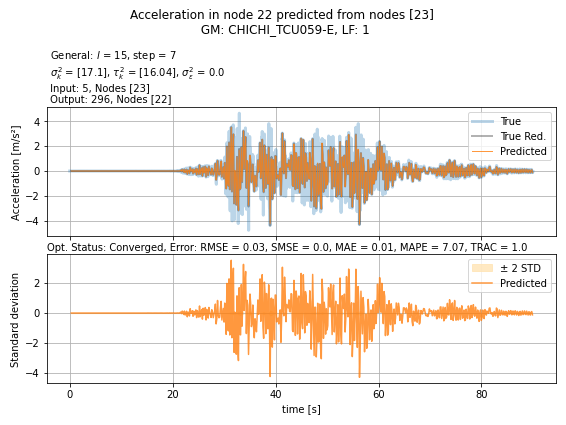 Acceleration in node 22 predicted from nodes [23]
GM: CHICHI_TCU059-E, LF: 1
General: l = 15, step = 7
σ²ₖ = [17.1], τ²ₖ = [16.04], σ²ε = 0.0
Input: 5, Nodes [23]
Output: 296, Nodes [22]
Acceleration [m/s²]
4
2
0
−2
−4
True
True Red.
Predicted
Opt. Status: Converged, Error: RMSE = 0.03, SMSE = 0.0, MAE = 0.01, MAPE = 7.07, TRAC = 1.0
Standard deviation
2
0
−2
−4
± 2 STD
Predicted
0 20 40 60 80
time [s]